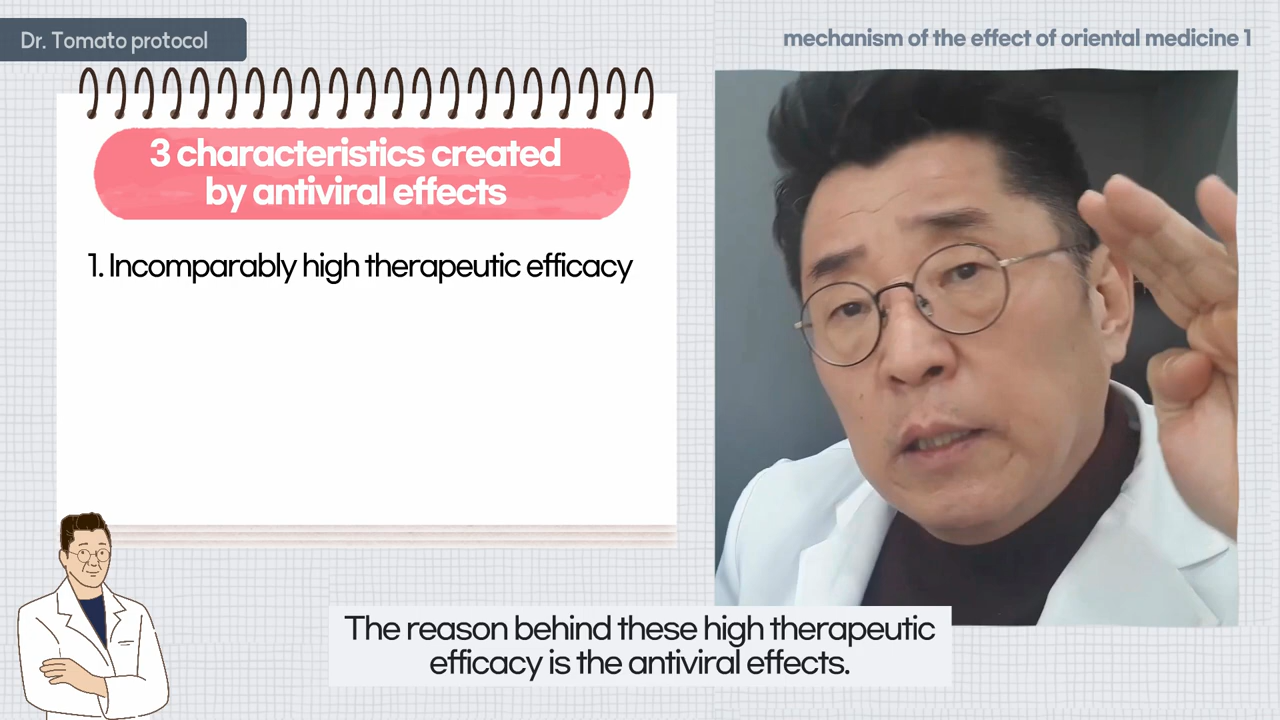 Dr. Tomato protocol
mechanism of the effect of oriental medicine 1
3 characteristics created
by antiviral effects
1. Incomparably high therapeutic efficacy
The reason behind these high therapeutic
efficacy is the antiviral effects.